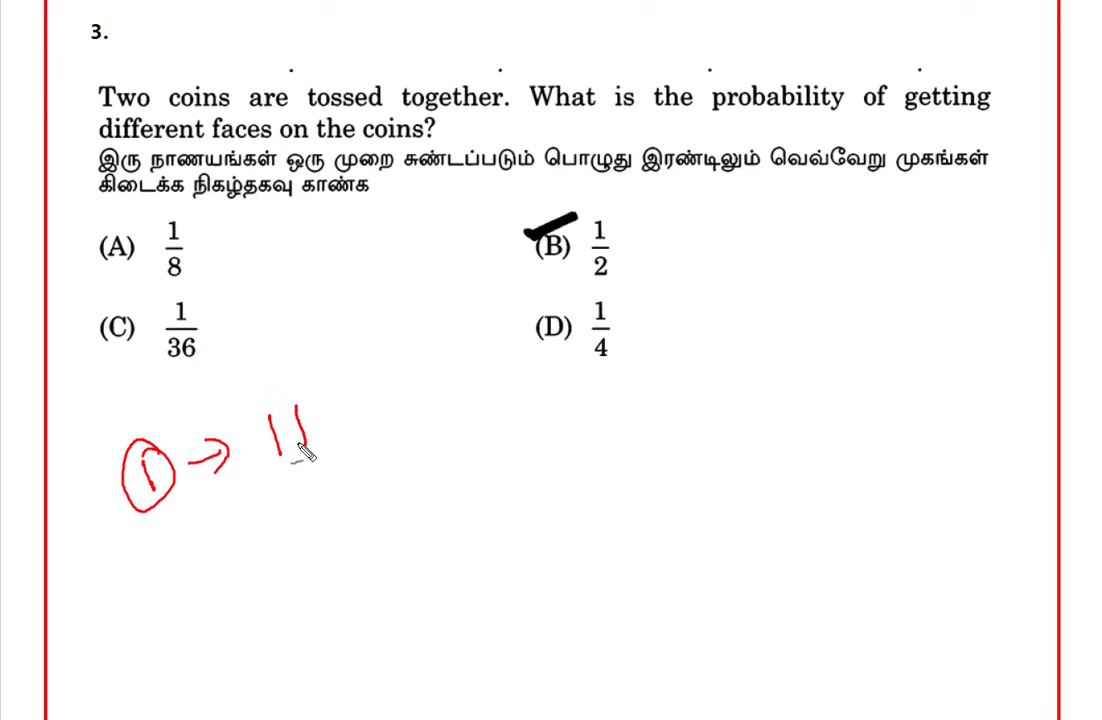 3.
Two coins are tossed together. What is the probability of getting
different faces on the coins?
இரு நாணயங்கள் ஒரு முறை சுண்டப்படும் பொழுது இரண்டிலும் வெவ்வேறு முகங்கள்
கிடைக்க நிகழ்தகவு காண்க
(A) 1/8
(B) 1/2
(C) 1/36
(D) 1/4